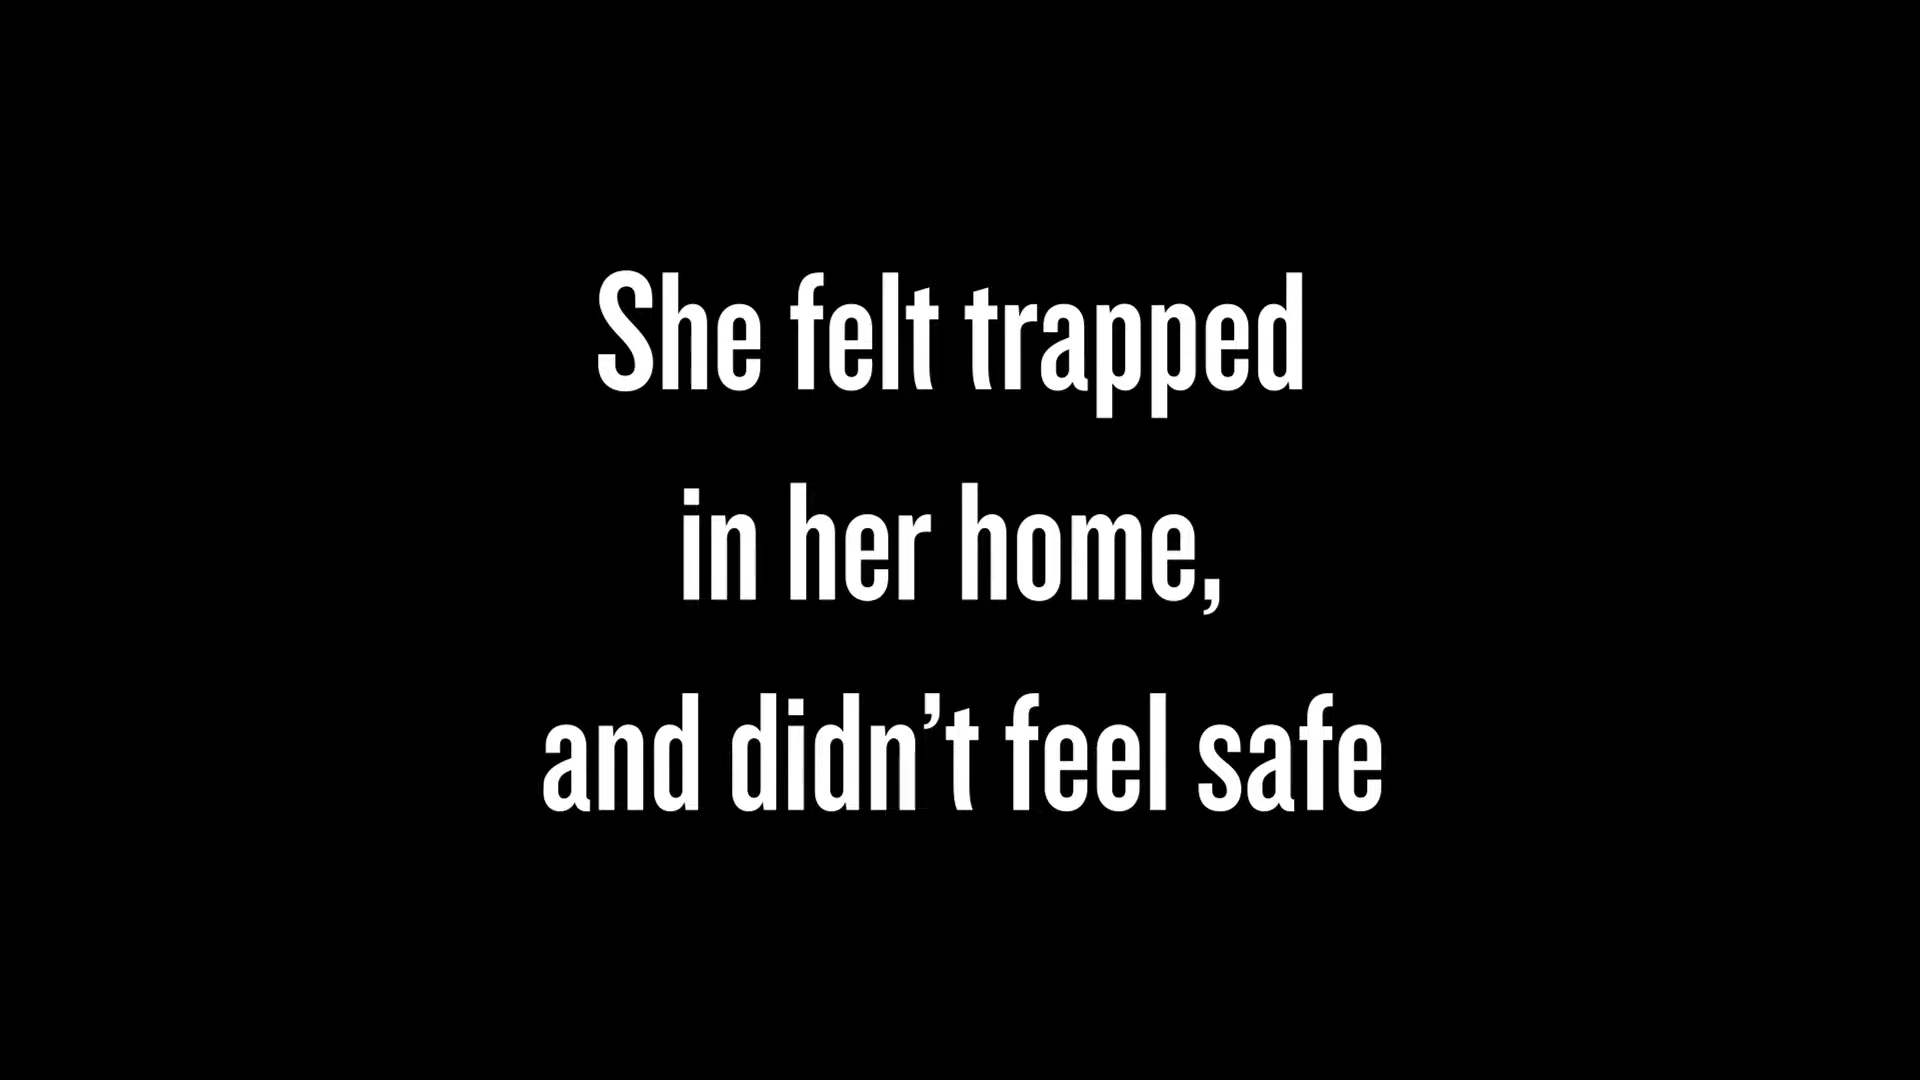 She felt trapped
in her home,
and didn’t feel safe